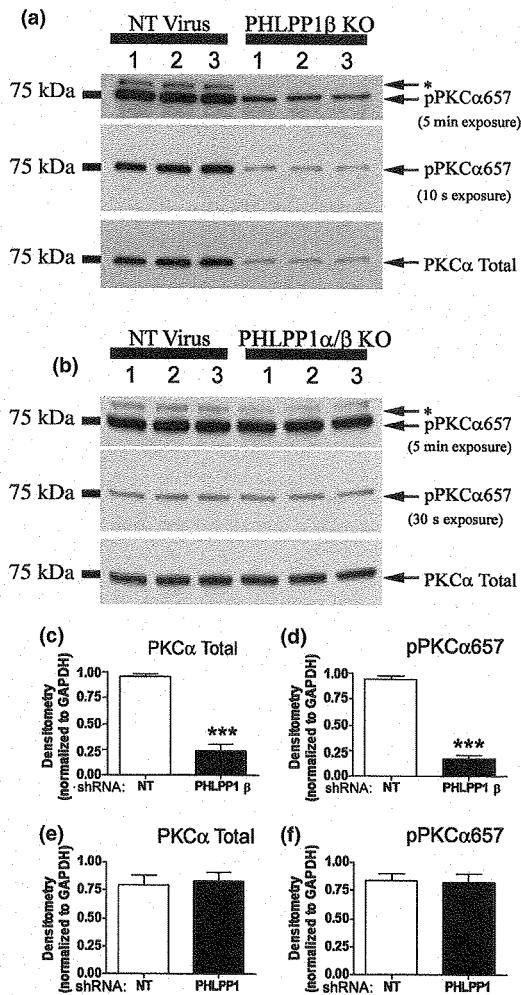 (a)
NT Virus PHLPP1β KO
1 2 3 1 2 3
*
75 kDa
pPKCα657
(5 min exposure)
75 kDa
pPKCα657
(10 s exposure)
75 kDa
PKCα Total
NT Virus PHLPP1α/β KO
(b)
1 2 3 1 2 3
*
75 kDa
pPKCα657
(5 min exposure)
75 kDa
pPKCα657
(30 s exposure)
75 kDa
PKCα Total
(c)
PKCα Total
Densitometry
(normalized to GAPDH)
1.00
0.75
0.50
0.25
0.00
***
shRNA: NT PHLPP1 β
(d)
pPKCα657
Densitometry
(normalized to GAPDH)
1.00
0.75
0.50
0.25
0.00
***
shRNA: NT PHLPP1 β
(e)
PKCα Total
Densitometry
(normalized to GAPDH)
1.00
0.75
0.50
0.25
0.00
shRNA: NT PHLPP1
(f)
pPKCα657
Densitometry
(normalized to GAPDH)
1.00
0.75
0.50
0.25
0.00
shRNA: NT PHLPP1